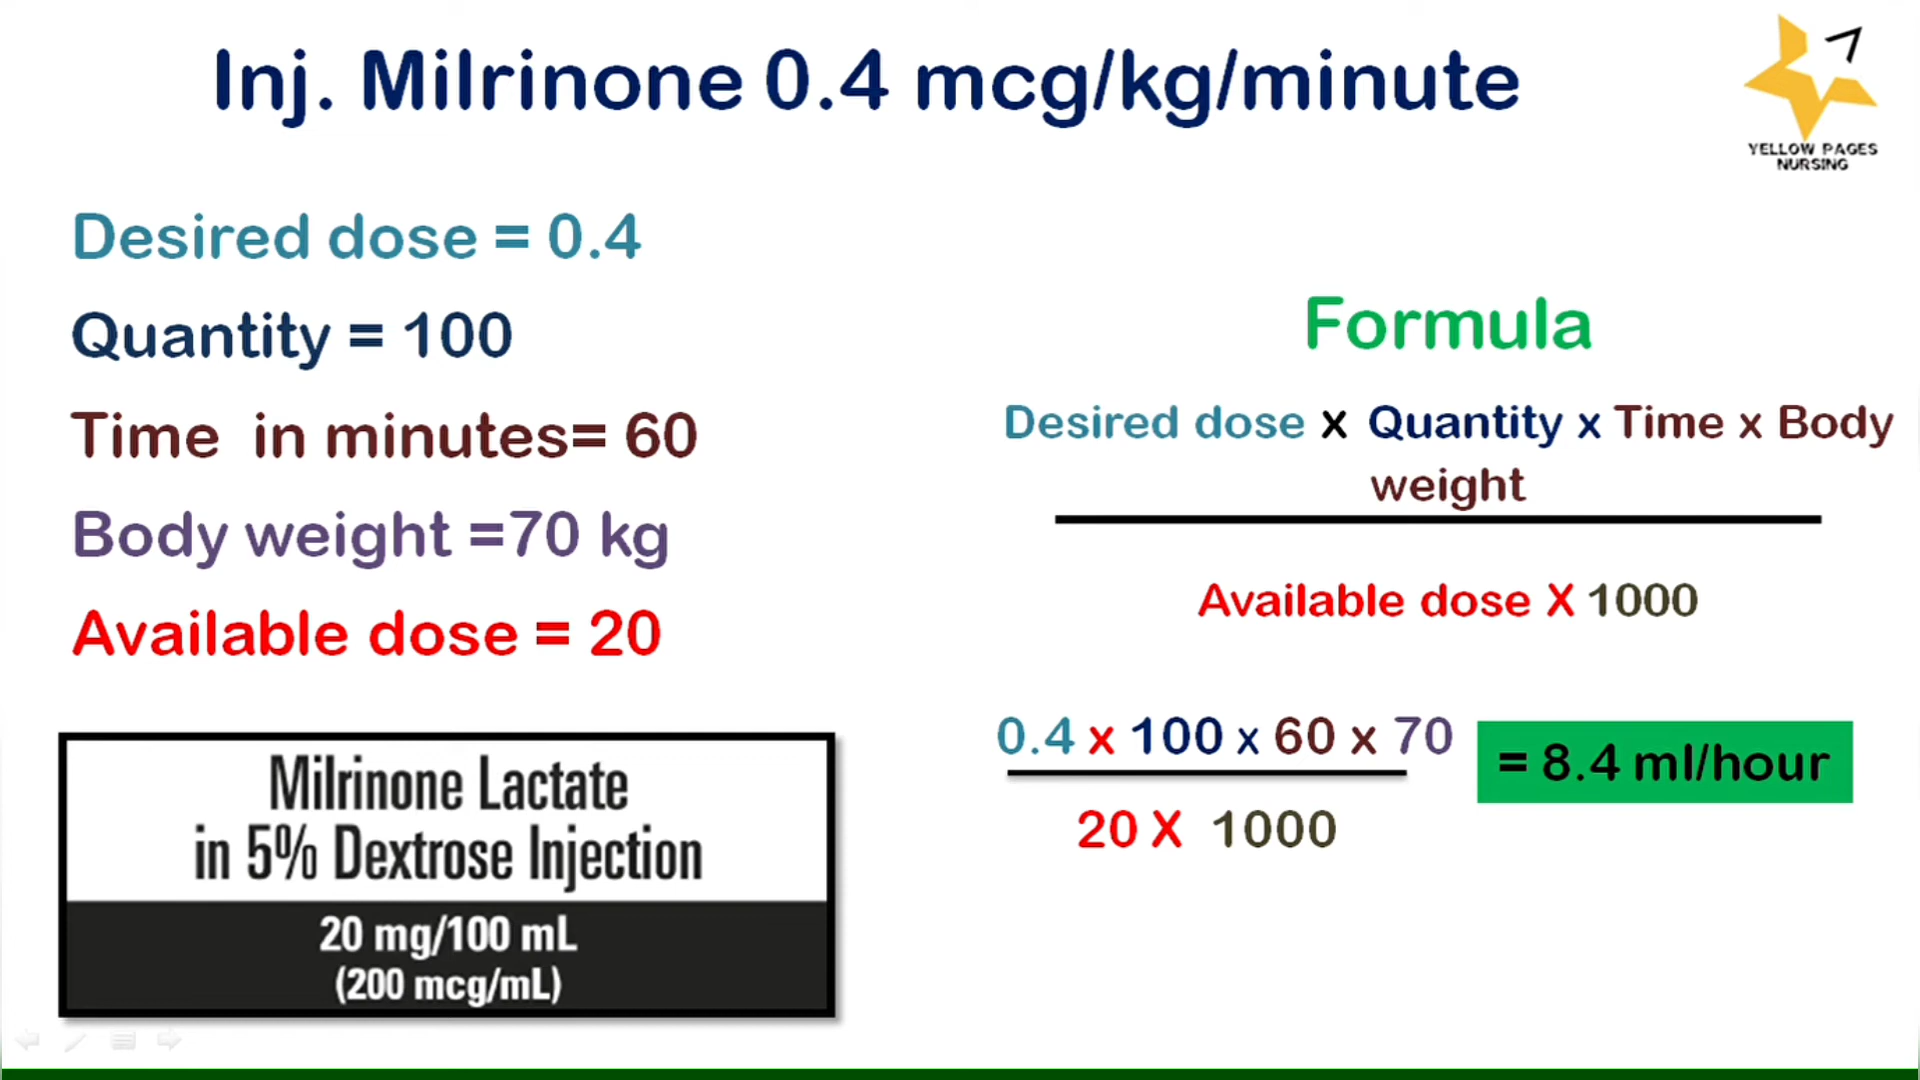 Inj. Milrinone 0.4 mcg/kg/minute
YELLOW PAGES
NURSING
Desired dose = 0.4
Quantity = 100
Time in minutes= 60
Body weight =70 kg
Available dose = 20
Formula
Desired dose x Quantity x Time x Body
weight
Available dose X 1000
0.4 x 100 x 60 x 70
= 8.4 ml/hour
20 X 1000
Milrinone Lactate
in 5% Dextrose Injection
20 mg/100 mL
(200 mcg/mL)